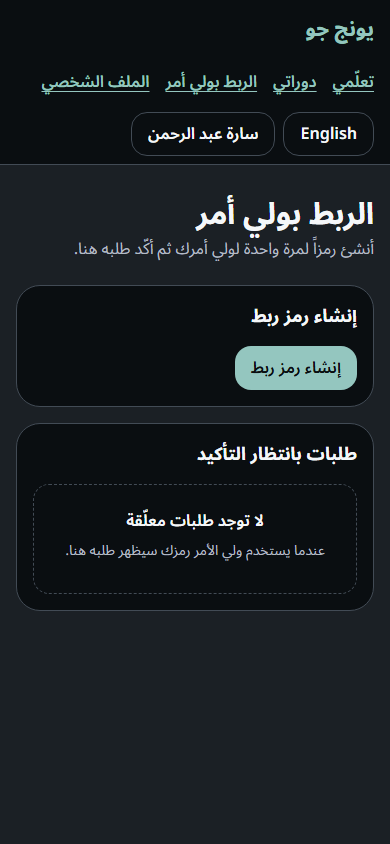 يونج جو
تعلّمي دوراتي الربط بولي أمر الملف الشخصي
English سارة عبد الرحمن
الربط بولي أمر
أنشئ رمزاً لمرة واحدة لولي أمرك ثم أكّد طلبه هنا.
إنشاء رمز ربط
إنشاء رمز ربط
طلبات بانتظار التأكيد
لا توجد طلبات معلّقة
عندما يستخدم ولي الأمر رمزك سيظهر طلبه هنا.